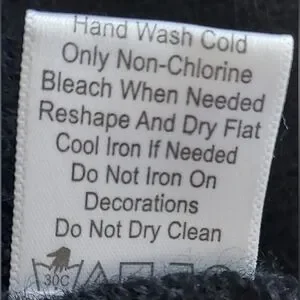 Hand Wash Cold
Only Non-Chlorine
Bleach When Needed
Reshape And Dry Flat
Cool Iron If Needed
Do Not Iron On
Decorations
Do Not Dry Clean
30C